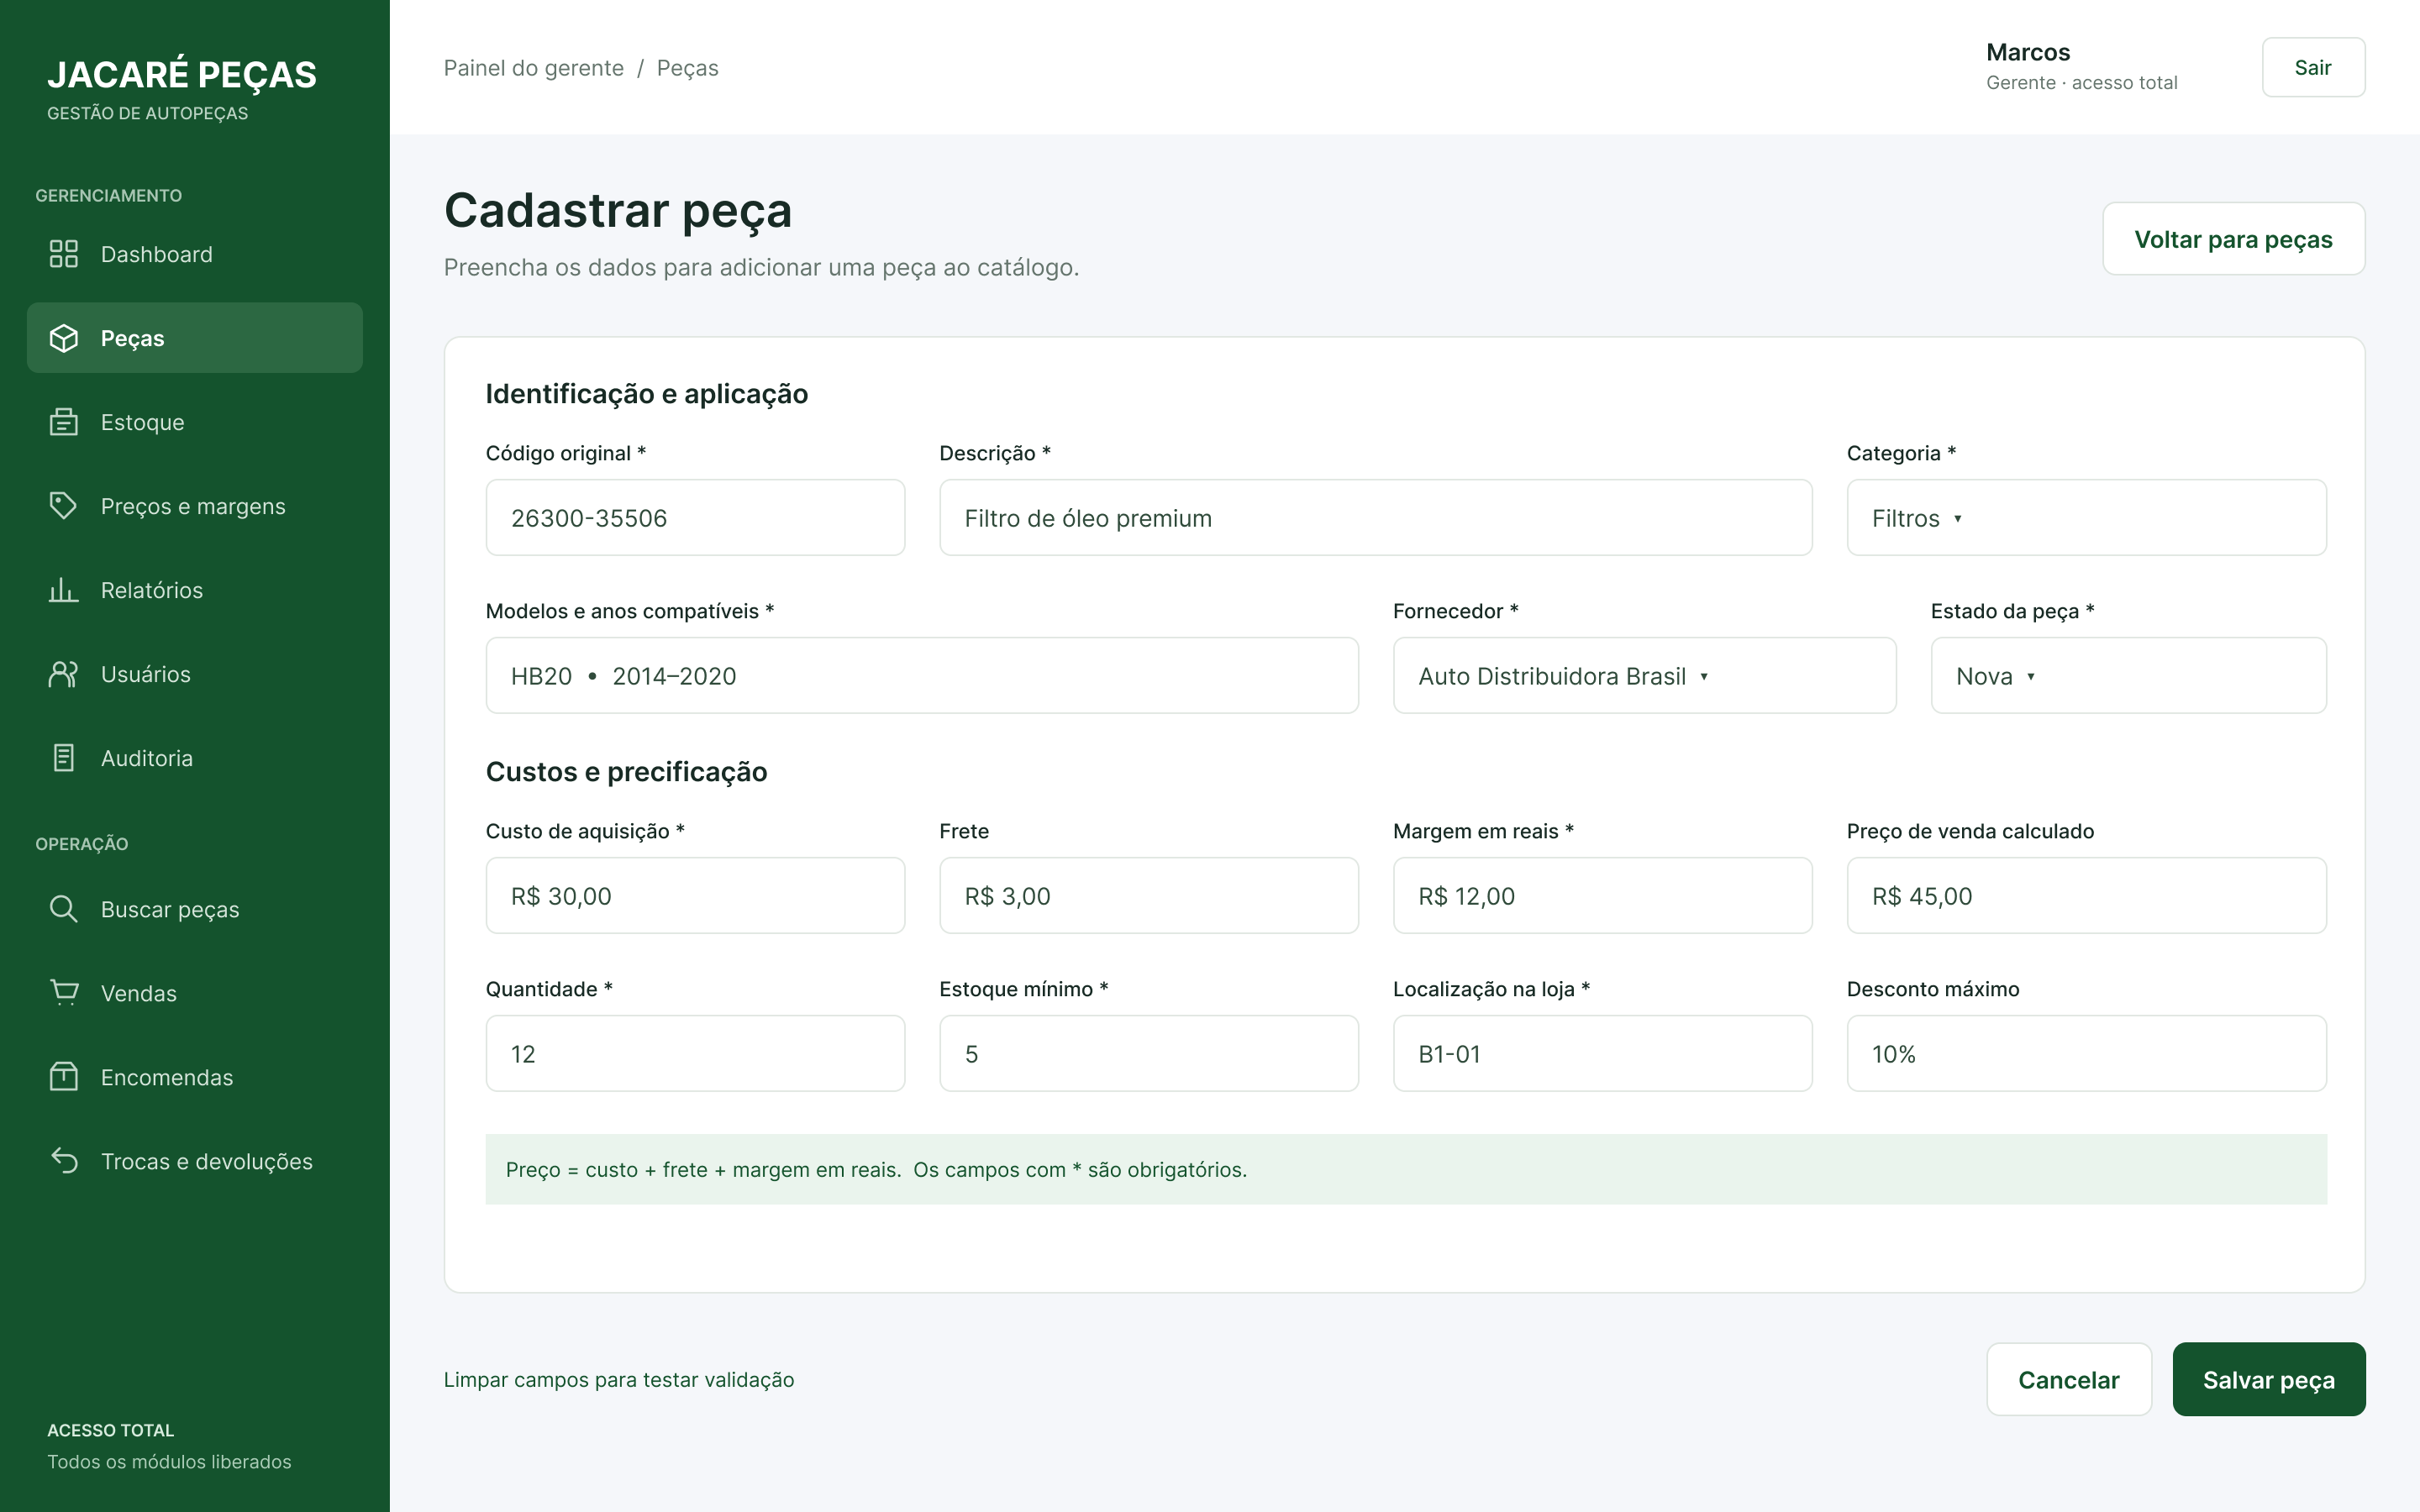 JACARÉ PEÇAS
GESTÃO DE AUTOPEÇAS
GERENCIAMENTO
Dashboard
Peças
Estoque
Preços e margens
Relatórios
Usuários
Auditoria
OPERAÇÃO
Buscar peças
Vendas
Encomendas
Trocas e devoluções
ACESSO TOTAL
Todos os módulos liberados
Painel do gerente / Peças
Marcos
Gerente · acesso total
Sair
Cadastrar peça
Preencha os dados para adicionar uma peça ao catálogo.
Voltar para peças
Identificação e aplicação
Código original * Descrição * Categoria *
26300-35506 Filtro de óleo premium Filtros ▾
Modelos e anos compatíveis * Fornecedor * Estado da peça *
HB20 • 2014–2020 Auto Distribuidora Brasil ▾ Nova ▾
Custos e precificação
Custo de aquisição * Frete Margem em reais * Preço de venda calculado
R$ 30,00 R$ 3,00 R$ 12,00 R$ 45,00
Quantidade * Estoque mínimo * Localização na loja * Desconto máximo
12 5 B1-01 10%
Preço = custo + frete + margem em reais. Os campos com * são obrigatórios.
Limpar campos para testar validação
Cancelar
Salvar peça